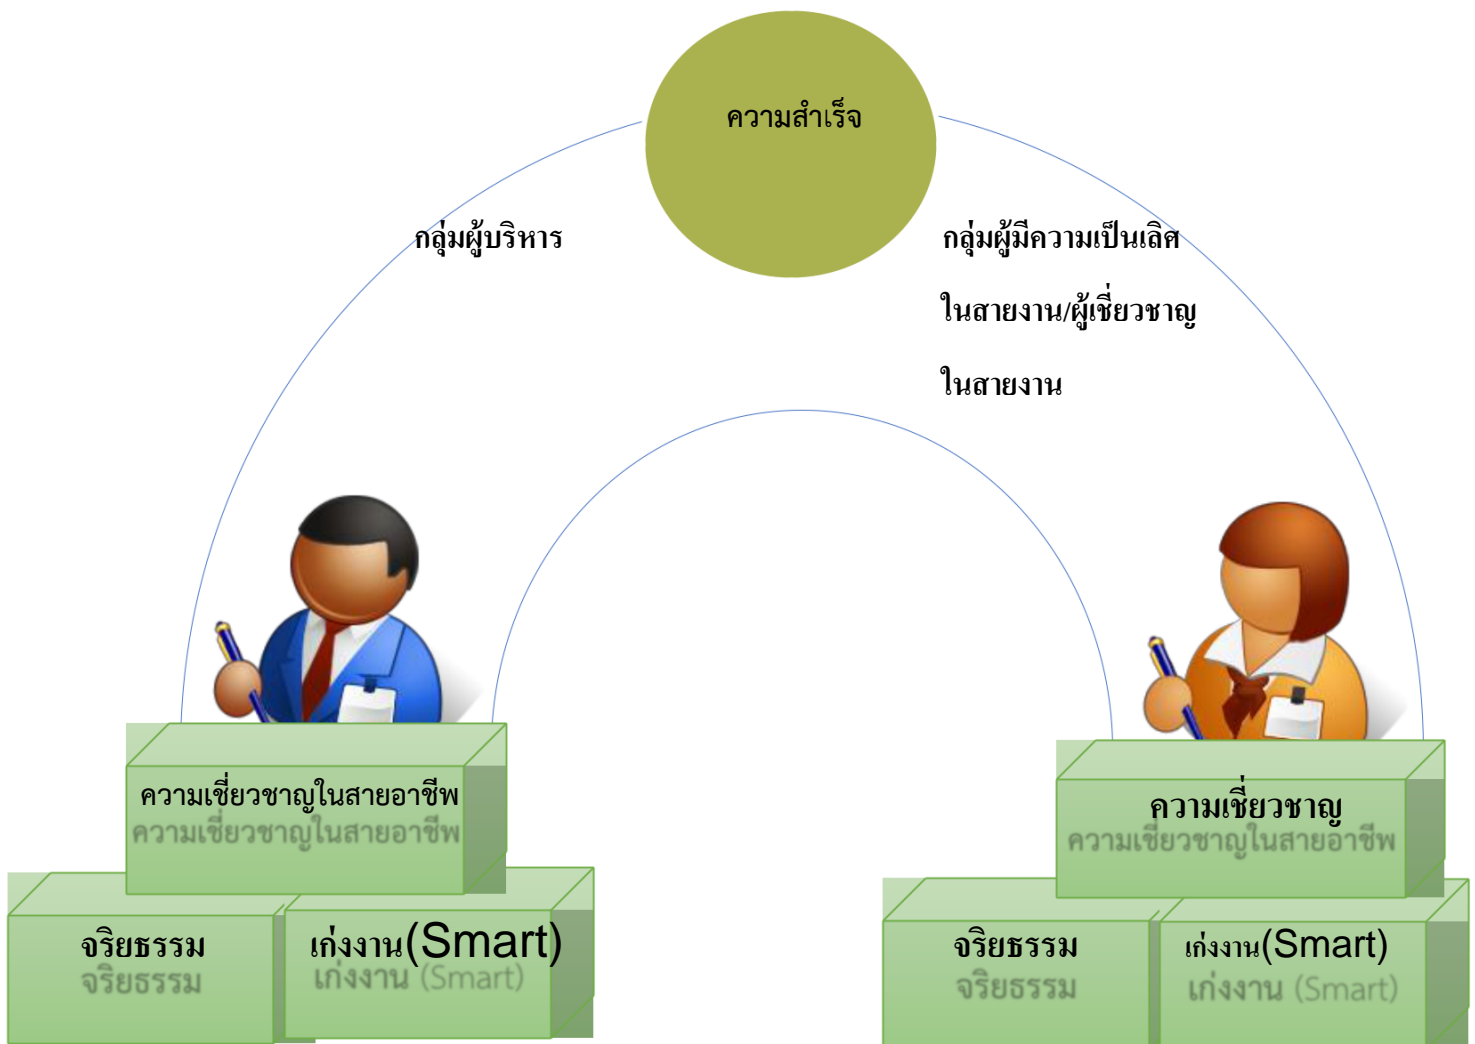 ความสำเร็จ
กลุ่มผู้บริหาร
กลุ่มผู้มีความเป็นเลิศ
ในสายงาน/ผู้เชี่ยวชาญ
ในสายงาน
ความเชี่ยวชาญในสายอาชีพ
ความเชี่ยวชาญในสายอาชีพ
จริยธรรม
จริยธรรม
เก่งงาน(Smart)
เก่งงาน (Smart)
ความเชี่ยวชาญ
ความเชี่ยวชาญในสายอาชีพ
จริยธรรม
จริยธรรม
เก่งงาน(Smart)
เก่งงาน (Smart)